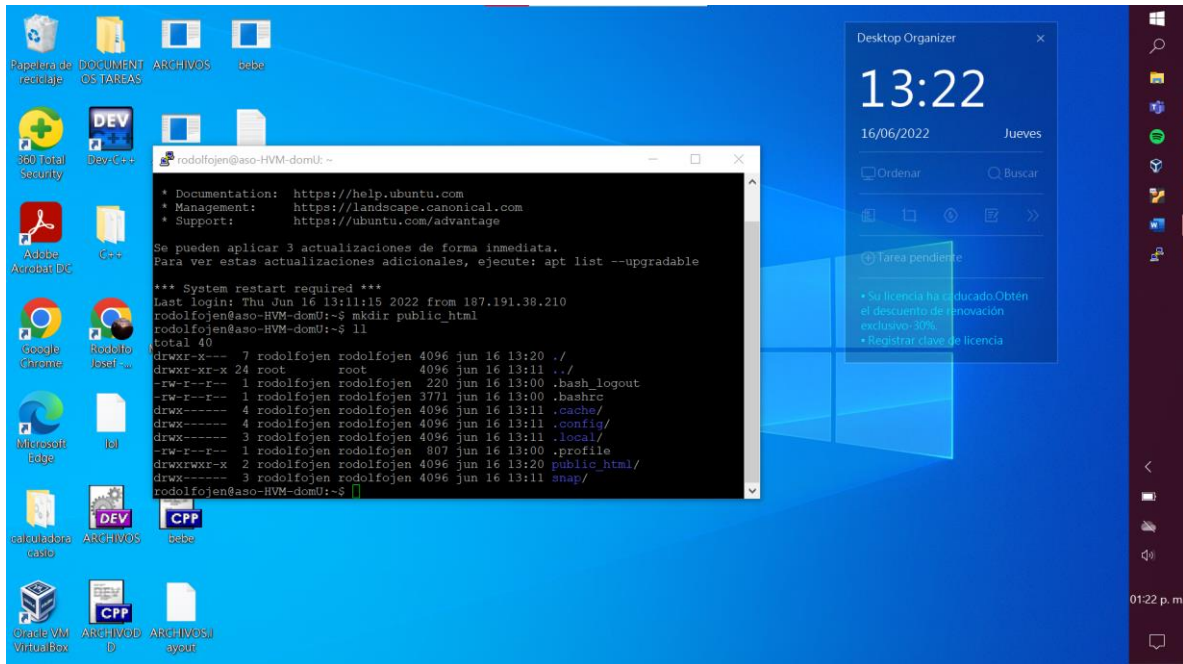 Papelera de
reciclaje
DOCUMENT
OS TAREAS
ARCHIVOS
bebe
360 Total
Security
DEV
C++
Dev-C++
Adobe
Acrobat DC
C++
Google
Chrome
Rodolfo
Josef -...
Microsoft
Edge
lol
calculadora
casio
DEV
ARCHIVOS
CPP
bebe
Oracle VM
VirtualBox
CPP
ARCHIVOD
D
ARCHIVOS.l
ayout
rodolfojen@aso-HVM-domU: ~
* Documentation:  https://help.ubuntu.com
* Management:     https://landscape.canonical.com
* Support:        https://ubuntu.com/advantage
Se pueden aplicar 3 actualizaciones de forma inmediata.
Para ver estas actualizaciones adicionales, ejecute: apt list --upgradable
*** System restart required ***
Last login: Thu Jun 16 13:11:15 2022 from 187.191.38.210
rodolfojen@aso-HVM-domU:~$ mkdir public_html
rodolfojen@aso-HVM-domU:~$ ll
total 40
drwxr-x---  7 rodolfojen rodolfojen 4096 jun 16 13:20 ./
drwxr-xr-x 24 root       root       4096 jun 16 13:11 ../
-rw-r--r--  1 rodolfojen rodolfojen  220 jun 16 13:00 .bash_logout
-rw-r--r--  1 rodolfojen rodolfojen 3771 jun 16 13:00 .bashrc
drwx------  4 rodolfojen rodolfojen 4096 jun 16 13:11 .cache/
drwx------  4 rodolfojen rodolfojen 4096 jun 16 13:11 .config/
drwx------  3 rodolfojen rodolfojen 4096 jun 16 13:11 .local/
-rw-r--r--  1 rodolfojen rodolfojen  807 jun 16 13:00 .profile
drwxrwxr-x  2 rodolfojen rodolfojen 4096 jun 16 13:20 public_html/
drwx------  3 rodolfojen rodolfojen 4096 jun 16 13:11 snap/
rodolfojen@aso-HVM-domU:~$
Desktop Organizer
13:22
16/06/2022 Jueves
Ordenar Buscar
Tarea pendiente
• Su licencia ha caducado.Obtén
el descuento de renovación
exclusivo-30%.
• Registrar clave de licencia
01:22 p. m